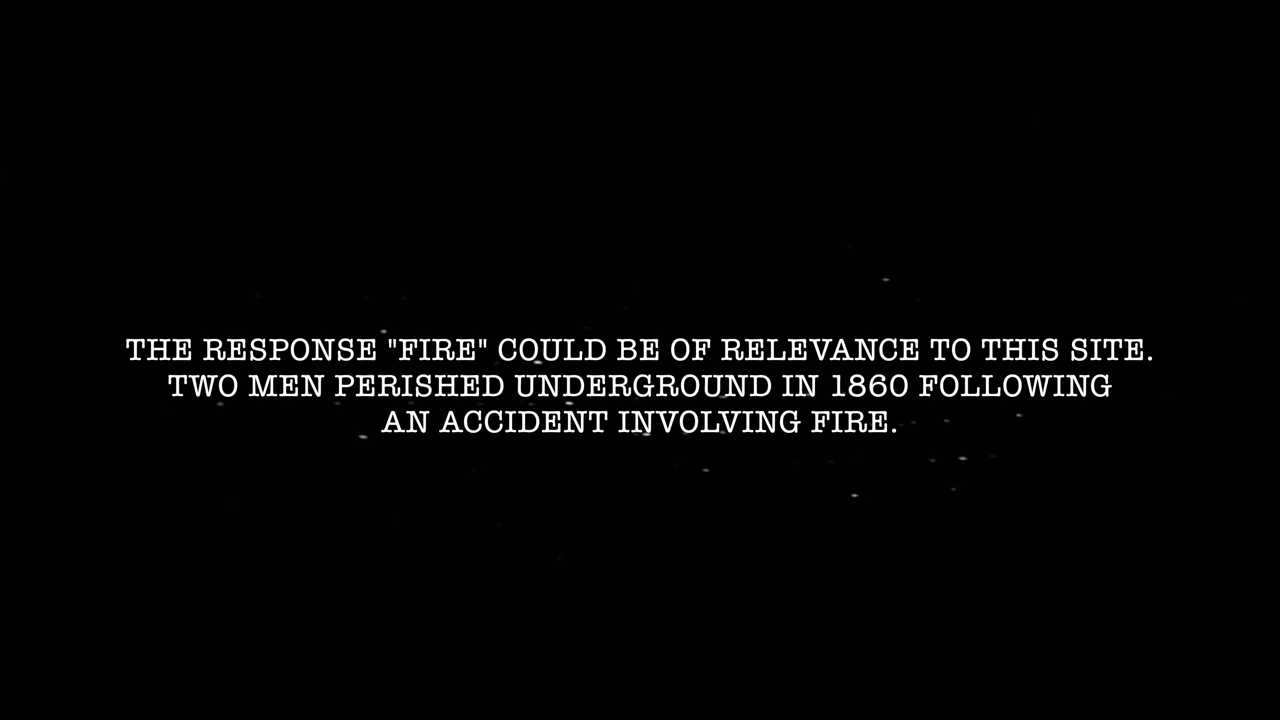 THE RESPONSE "FIRE" COULD BE OF RELEVANCE TO THIS SITE.
TWO MEN PERISHED UNDERGROUND IN 1860 FOLLOWING
AN ACCIDENT INVOLVING FIRE.